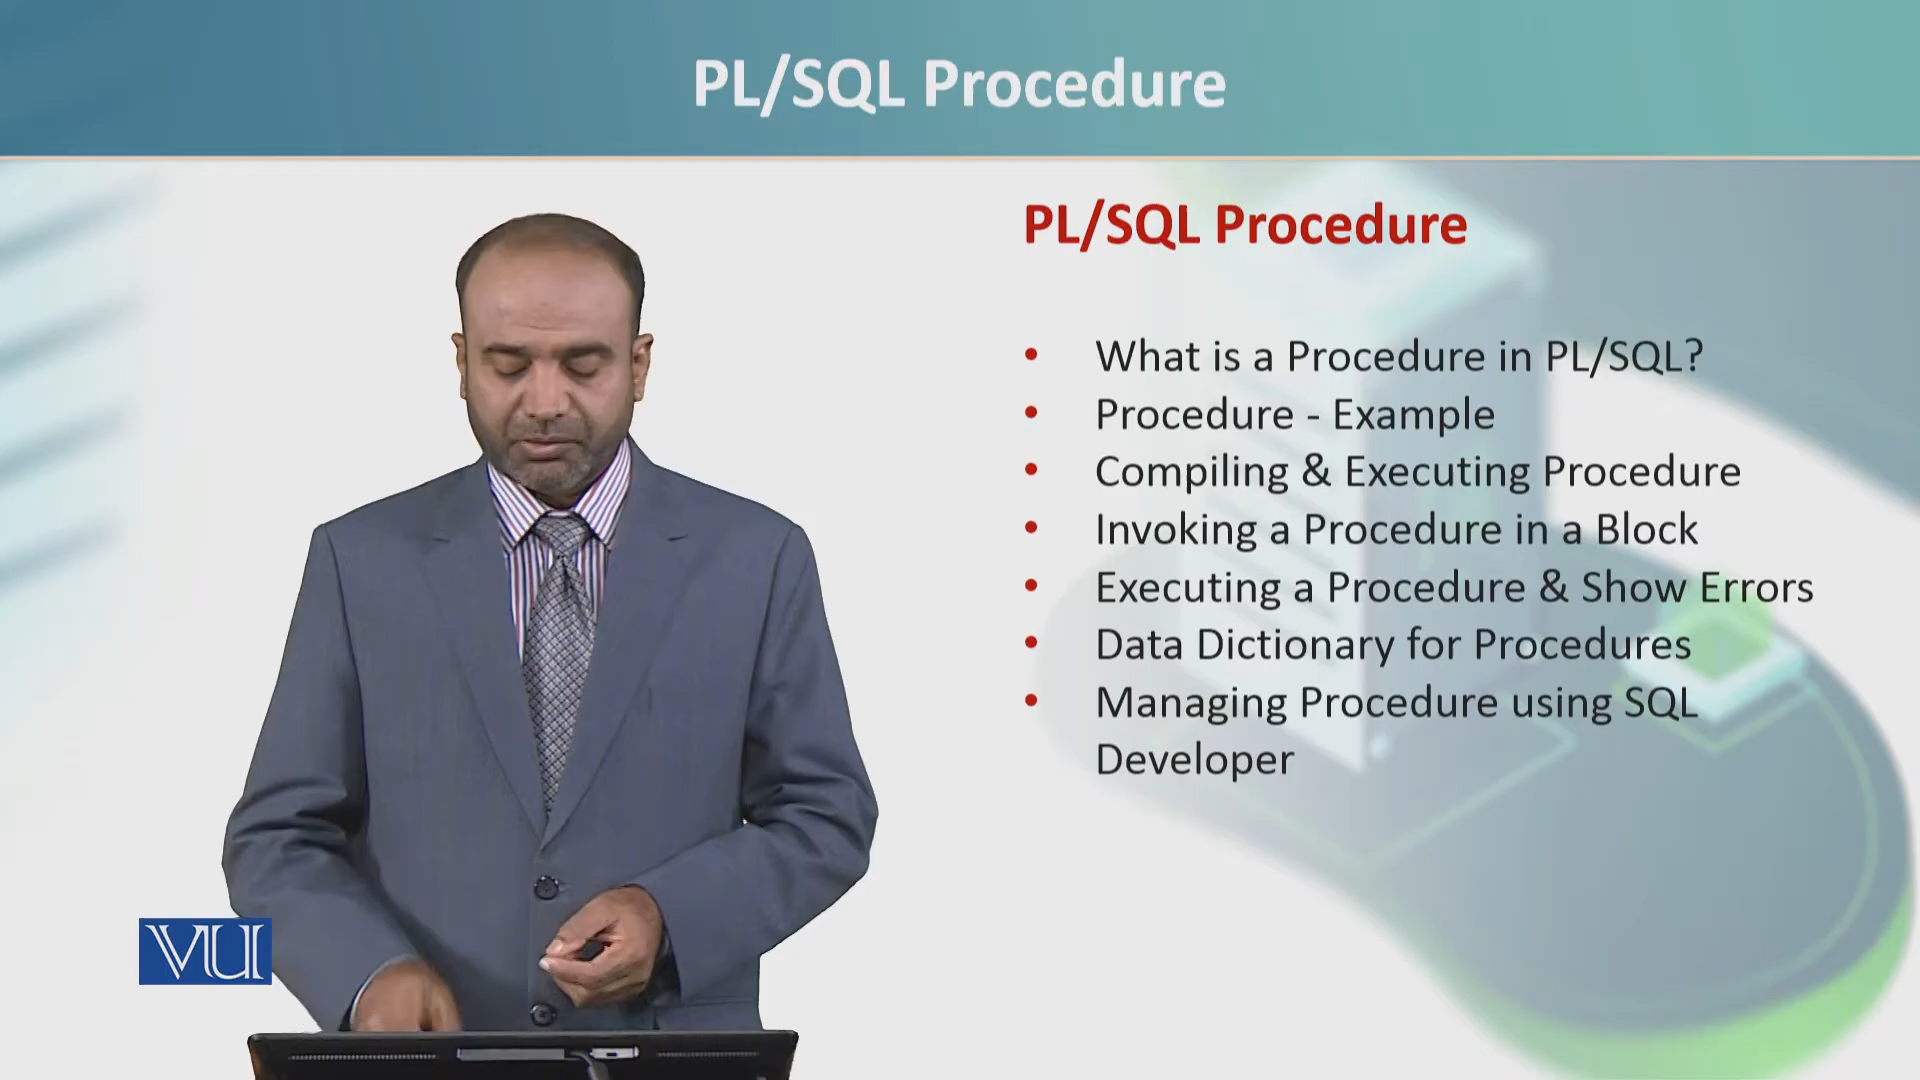 PL/SQL Procedure
PL/SQL Procedure
• What is a Procedure in PL/SQL?
• Procedure - Example
• Compiling & Executing Procedure
• Invoking a Procedure in a Block
• Executing a Procedure & Show Errors
• Data Dictionary for Procedures
• Managing Procedure using SQL
Developer
VU